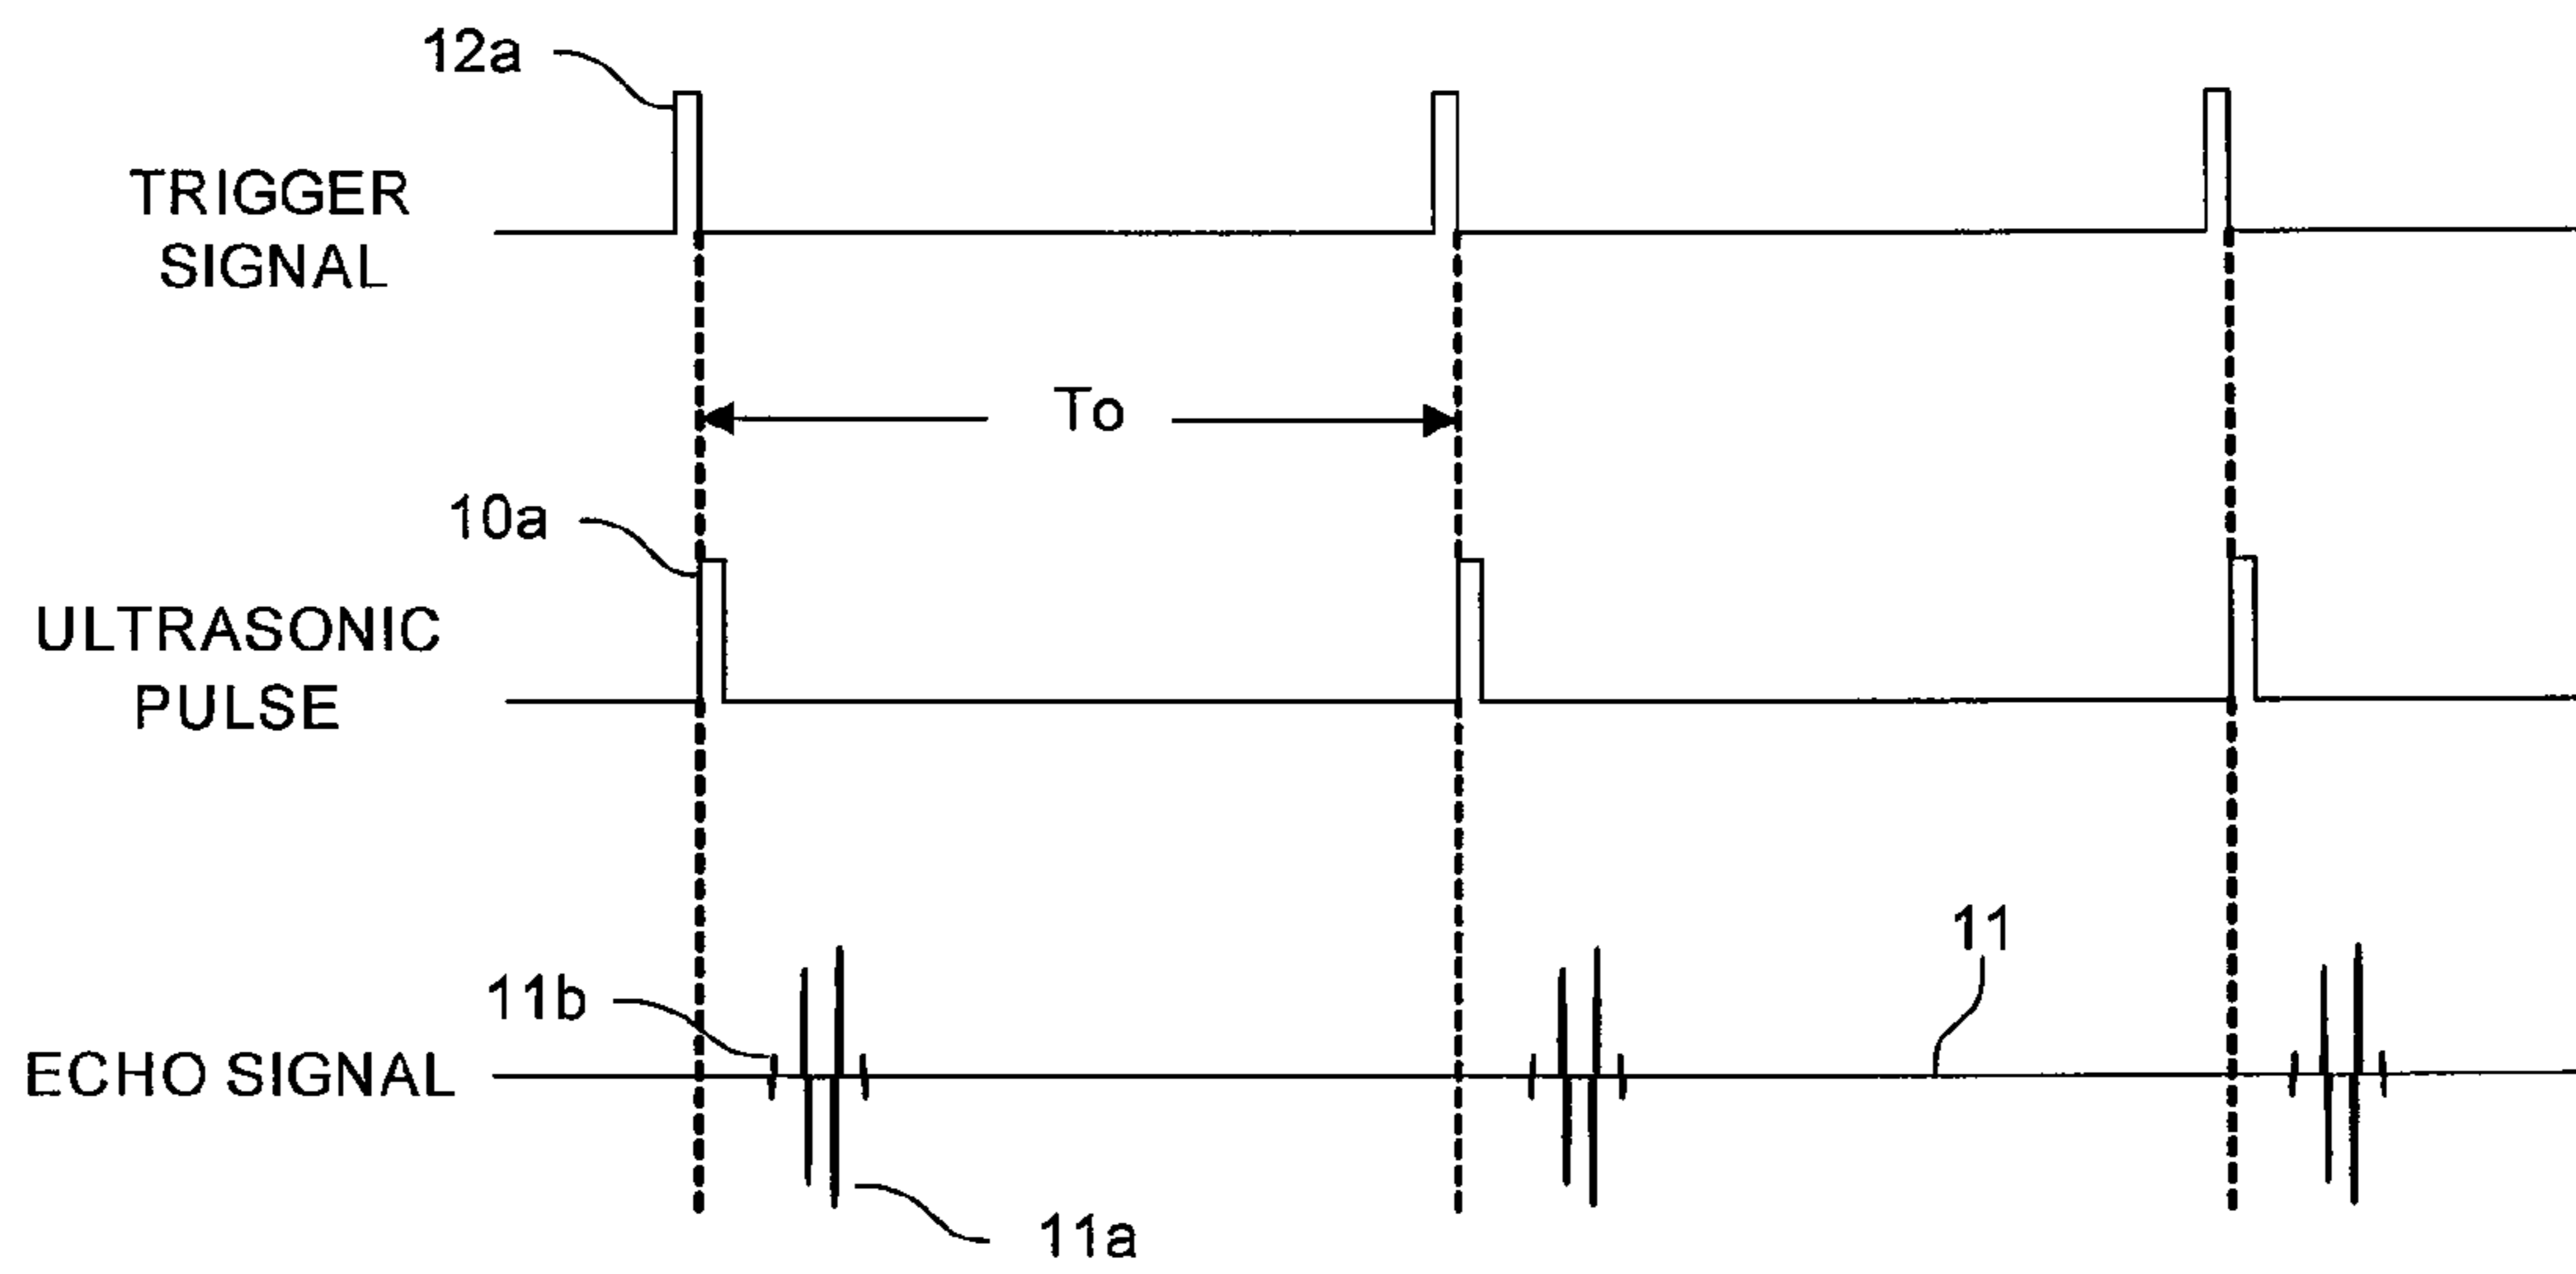 12a
TRIGGER
SIGNAL
To
10a
ULTRASONIC
PULSE
11
11b
ECHO SIGNAL
11a